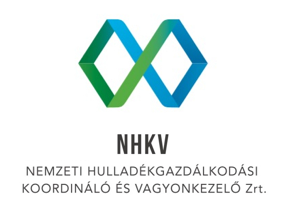 NHKV
NEMZETI HULLADÉKGAZDÁLKODÁSI
KOORDINÁLÓ ÉS VAGYONKEZELŐ Zrt.